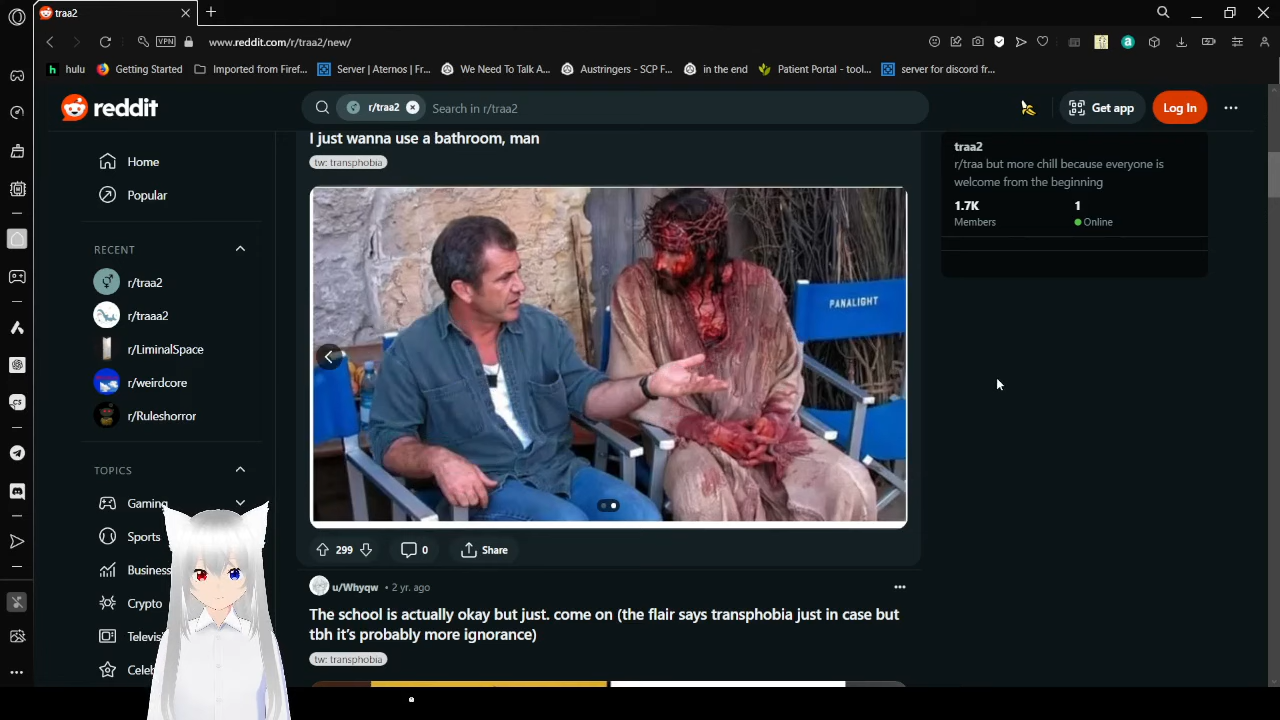 traa2
VPN
www.reddit.com/r/traa2/new/
hulu
Getting Started
Imported from Firef...
Server | Aternos | Fr...
We Need To Talk A...
Austringers - SCP F...
in the end
Patient Portal - tool...
server for discord fr...
reddit
r/traa2
Search in r/traa2
Get app
Log In
Home
Popular
RECENT
r/traa2
r/traaa2
r/LiminalSpace
r/weirdcore
r/Ruleshorror
TOPICS
Gaming
Sports
Business
Crypto
Televis
Celeb
I just wanna use a bathroom, man
tw: transphobia
PANALIGHT
299
0
Share
u/Whyqw • 2 yr. ago
The school is actually okay but just. come on (the flair says transphobia just in case but
tbh it's probably more ignorance)
tw: transphobia
traa2
r/traa but more chill because everyone is
welcome from the beginning
1.7K
1
Members
Online